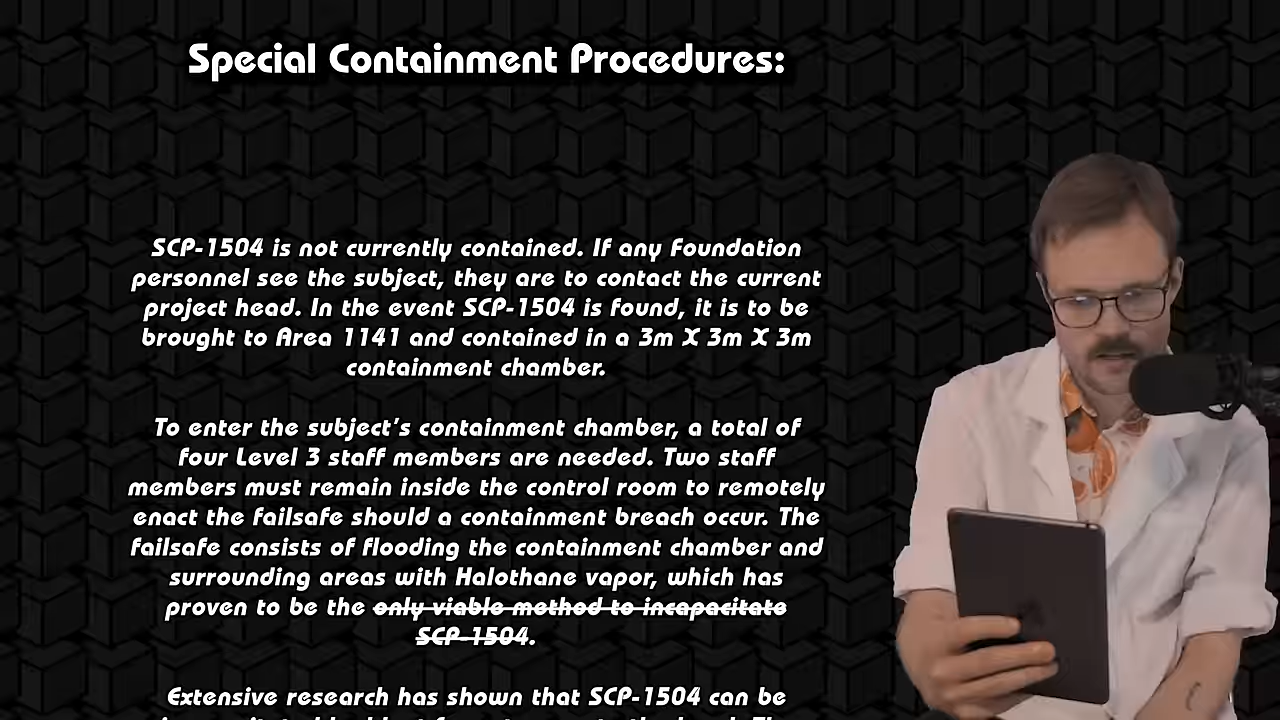 Special Containment Procedures:
SCP-1504 is not currently contained. If any Foundation
personnel see the subject, they are to contact the current
project head. In the event SCP-1504 is found, it is to be
brought to Area 1141 and contained in a 3m X 3m X 3m
containment chamber.
To enter the subject's containment chamber, a total of
four Level 3 staff members are needed. Two staff
members must remain inside the control room to remotely
enact the failsafe should a containment breach occur. The
failsafe consists of flooding the containment chamber and
surrounding areas with Halothane vapor, which has
proven to be the only viable method to incapacitate
SCP-1504.
Extensive research has shown that SCP-1504 can be